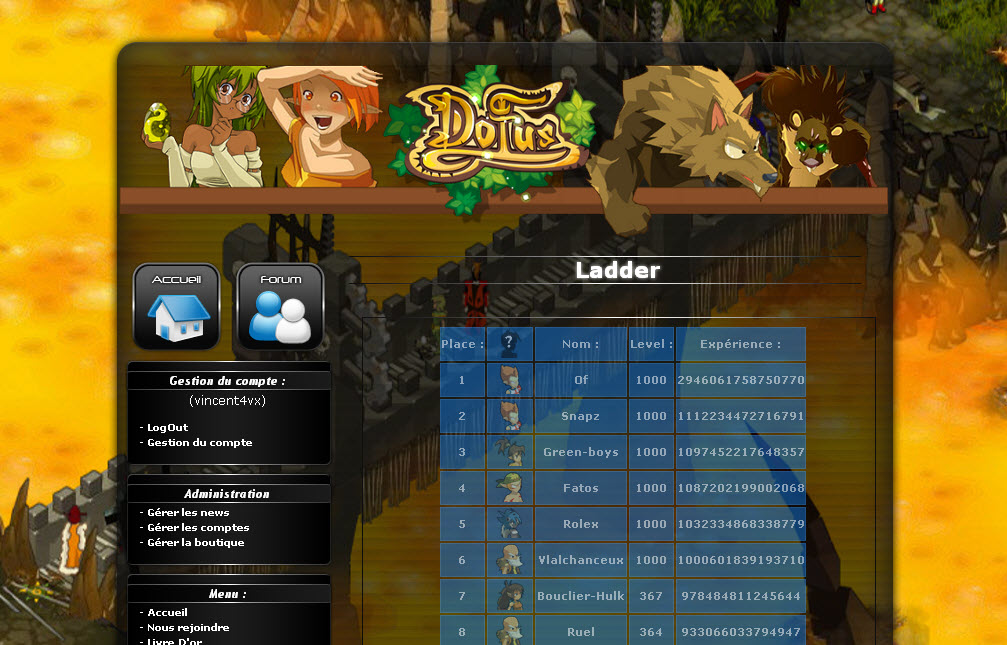 Dofus
Accueil
Forum
Gestion du compte :
(vincent4vx)
- LogOut
- Gestion du compte
Administration
- Gérer les news
- Gérer les comptes
- Gérer la boutique
Menu :
- Accueil
- Nous rejoindre
- Livre D'or
Ladder
Place : ? Nom : Level : Expérience :
1 Of 1000 2946061758750770
2 Snapz 1000 1112234472716791
3 Green-boys 1000 1097452217648357
4 Fatos 1000 1087202199002068
5 Rolex 1000 1032334868338779
6 Vlalchanceux 1000 1000601839193710
7 Bouclier-Hulk 367 978484811245644
8 Ruel 364 933066033794947